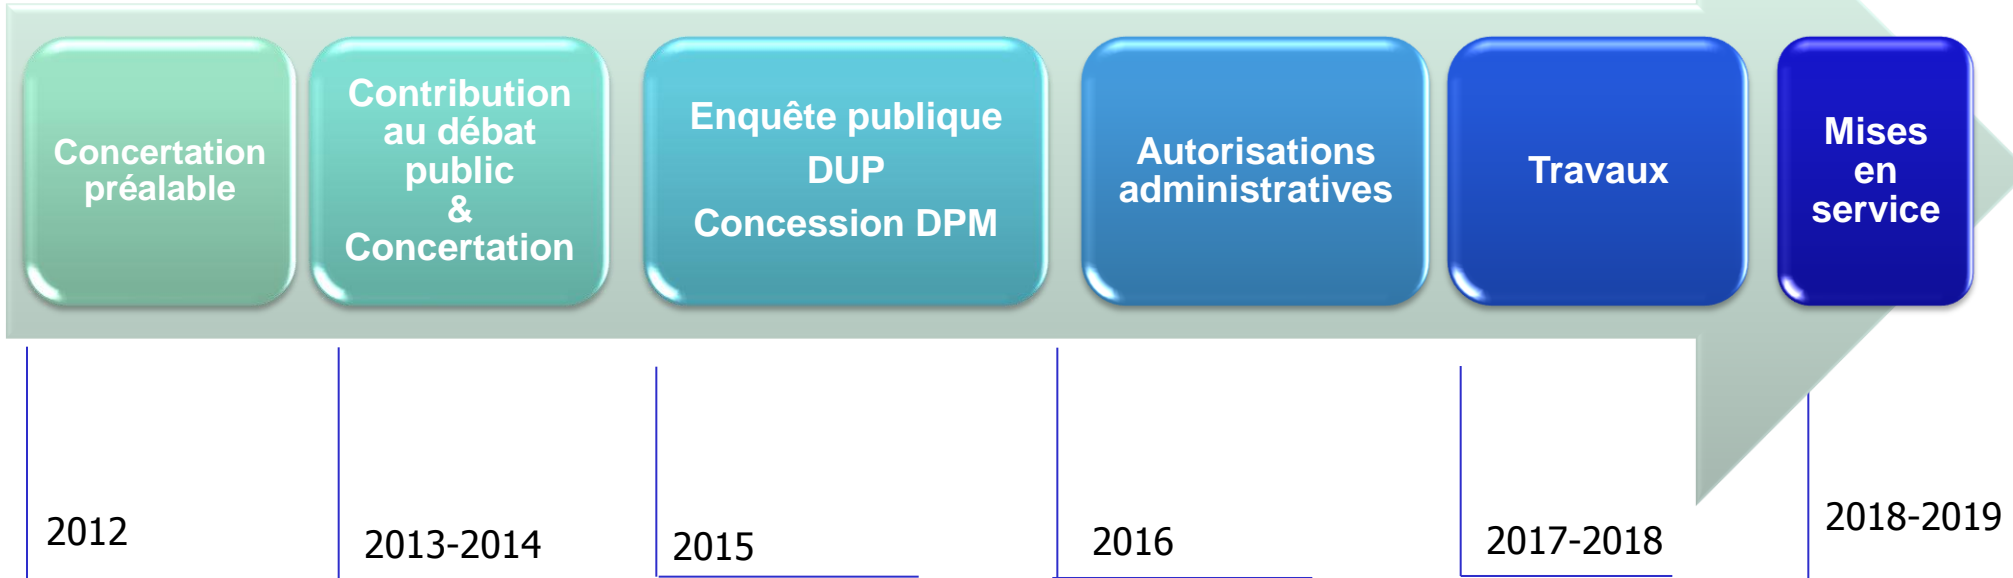 Concertation
préalable
Contribution
au débat
public
&
Concertation
Enquête publique
DUP
Concession DPM
Autorisations
administratives
Travaux
Mises
en
service
2012
2013-2014
2015
2016
2017-2018
2018-2019